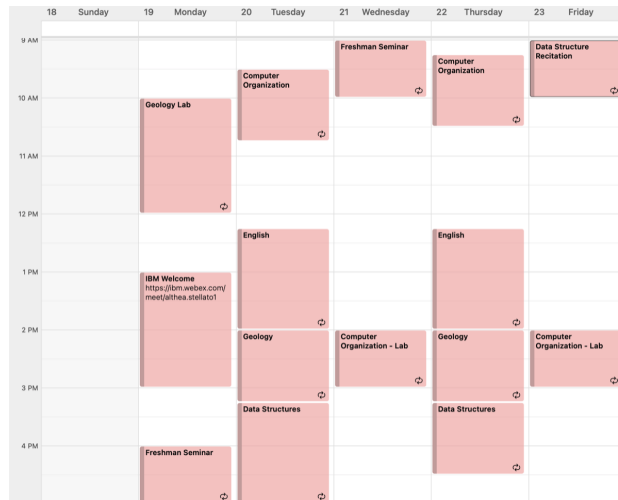 18 Sunday 19 Monday 20 Tuesday 21 Wednesday 22 Thursday 23 Friday
9 AM
10 AM
11 AM
12 PM
1 PM
2 PM
3 PM
4 PM
Geology Lab
IBM Welcome
https://ibm.webex.com/
meet/althea.stellato1
Freshman Seminar
Computer
Organization
English
Geology
Data Structures
Freshman Seminar
Computer
Organization - Lab
Computer
Organization
English
Geology
Data Structures
Data Structure
Recitation
Computer
Organization - Lab